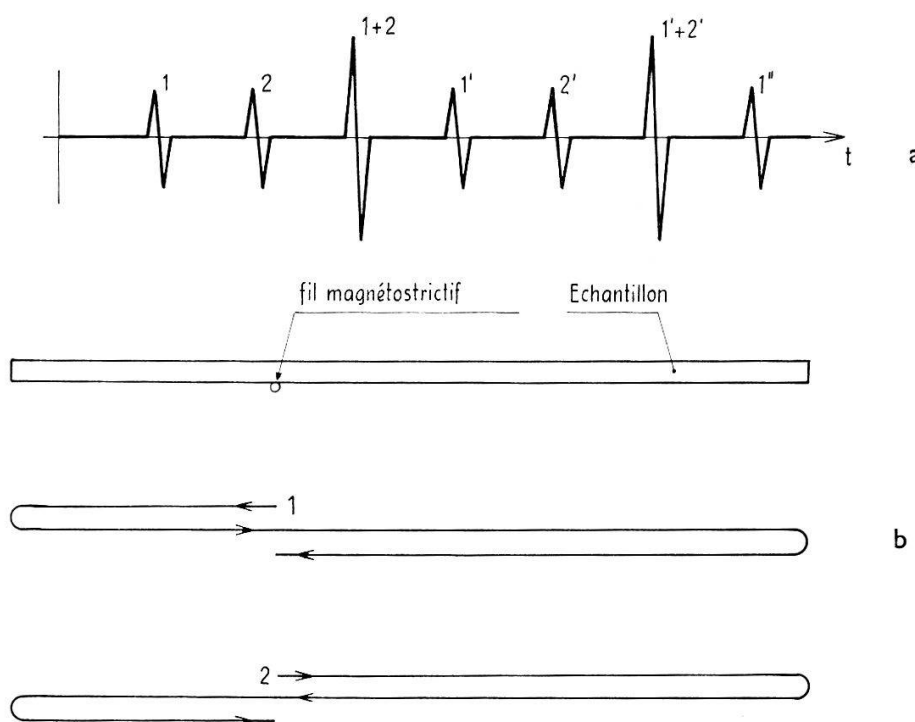 1+2 1'+2'
1 2 1' 2' 1"
t a
fil magnétostrictif Echantillon
1
b
2